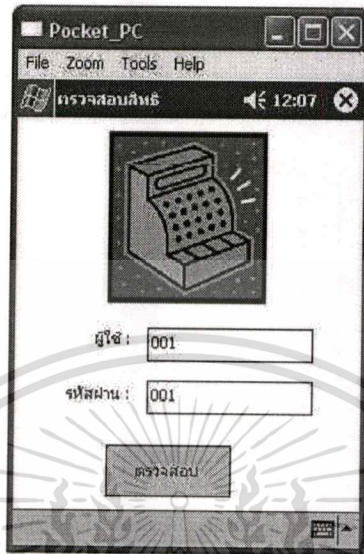 Pocket_PC
File Zoom Tools Help
ตรวจสอบสิทธิ 12:07
ผู้ใช้ : 001
รหัสผ่าน : 001
ตรวจสอบ